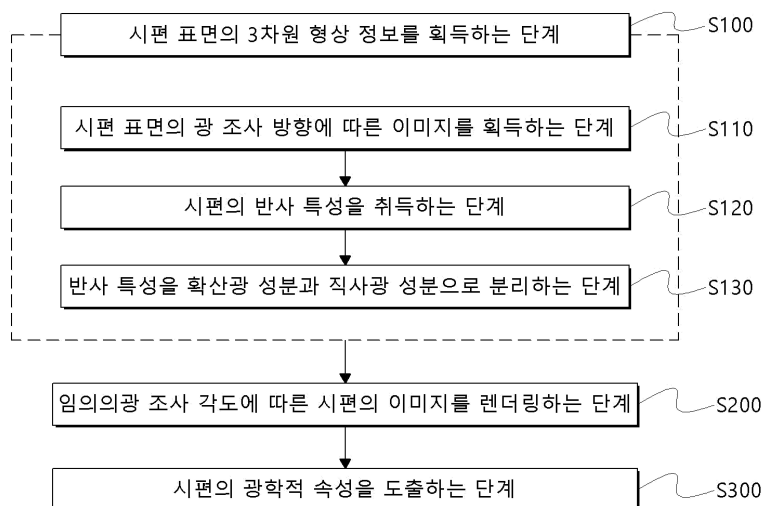 시편 표면의 3차원 형상 정보를 획득하는 단계 S100
시편 표면의 광 조사 방향에 따른 이미지를 획득하는 단계 S110
시편의 반사 특성을 취득하는 단계 S120
반사 특성을 확산광 성분과 직사광 성분으로 분리하는 단계 S130
임의의광 조사 각도에 따른 시편의 이미지를 렌더링하는 단계 S200
시편의 광학적 속성을 도출하는 단계 S300